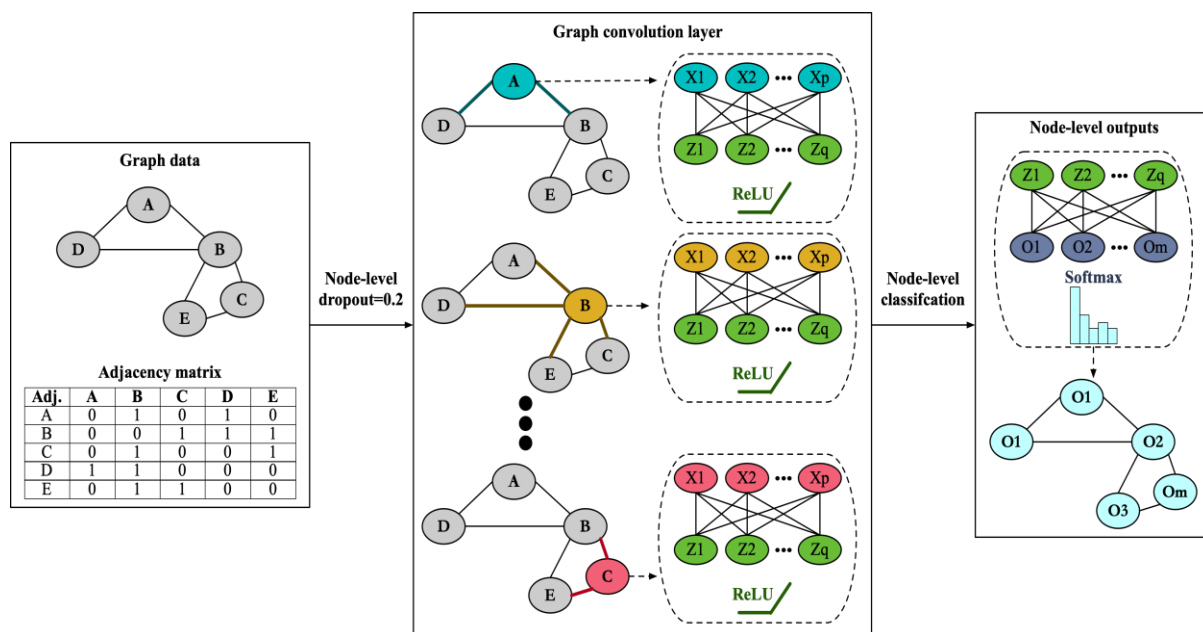 Graph data
A
D
B
C
E
Adjacency matrix
Adj. A B C D E
A 0 1 0 1 0
B 0 0 1 1 1
C 0 1 0 0 1
D 1 1 0 0 0
E 0 1 1 0 0
Node-level
dropout=0.2
Graph convolution layer
A
D
B
C
E
X1 X2 ••• Xp
Z1 Z2 ••• Zq
ReLU
A
D
B
C
E
X1 X2 ••• Xp
Z1 Z2 ••• Zq
ReLU
A
D
B
C
E
X1 X2 ••• Xp
Z1 Z2 ••• Zq
ReLU
Node-level
classifcation
Node-level outputs
Z1 Z2 ••• Zq
O1 O2 ••• Om
Softmax
O1
O1
O2
Om
O3